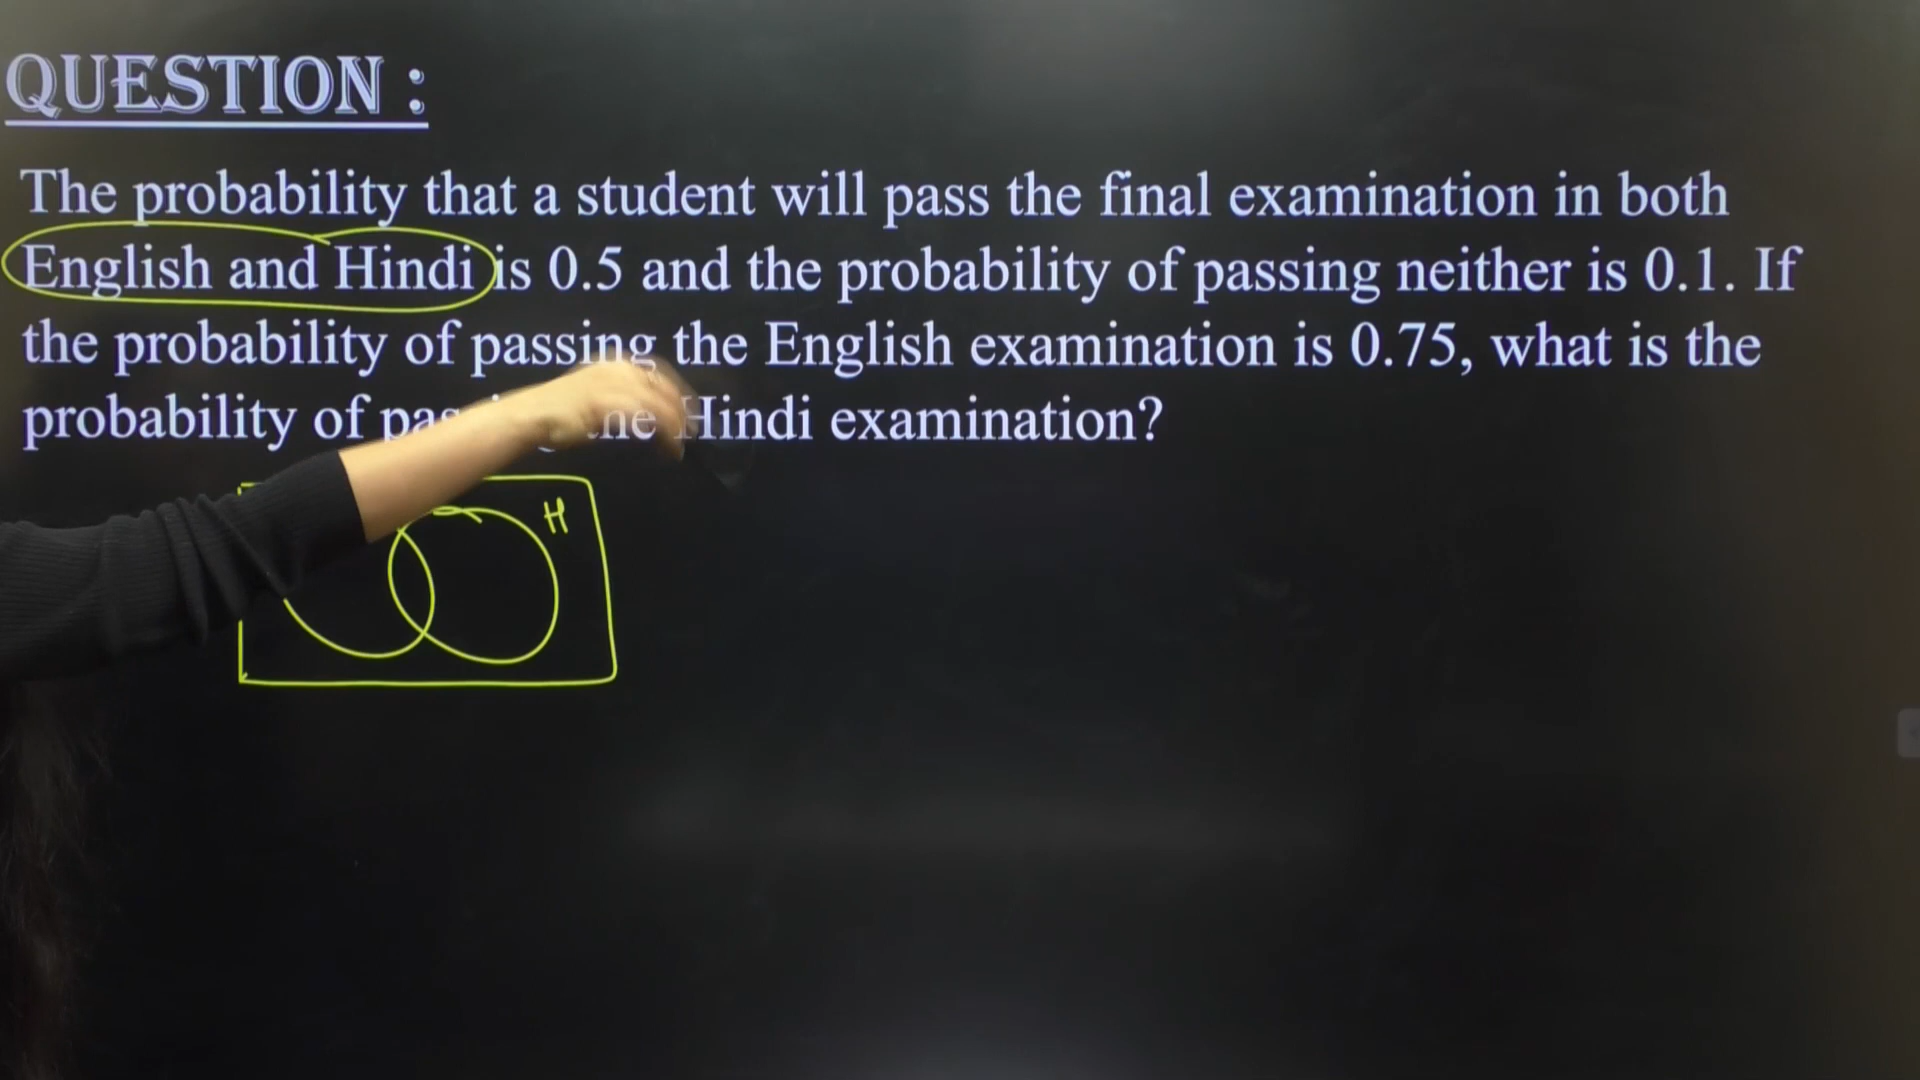 QUESTION :
The probability that a student will pass the final examination in both
English and Hindi is 0.5 and the probability of passing neither is 0.1. If
the probability of passing the English examination is 0.75, what is the
probability of Hindi examination?
H